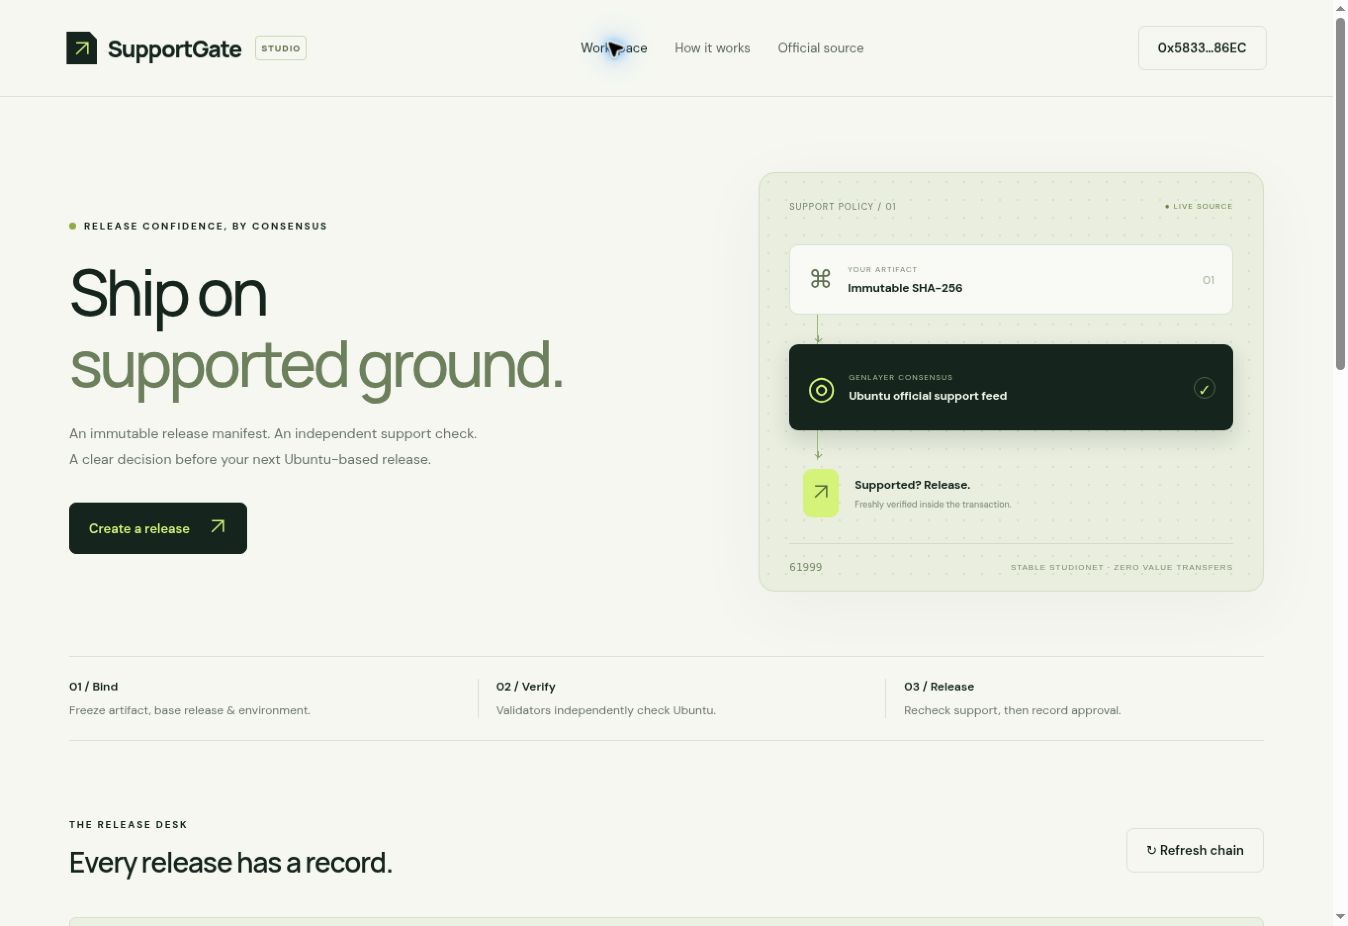 SupportGate
STUDIO
Workspace
How it works
Official source
0x5833...86EC
RELEASE CONFIDENCE, BY CONSENSUS
Ship on
supported ground.
An immutable release manifest. An independent support check.
A clear decision before your next Ubuntu-based release.
Create a release
SUPPORT POLICY / 01
LIVE SOURCE
YOUR ARTIFACT
Immutable SHA-256
01
GENLAYER CONSENSUS
Ubuntu official support feed
Supported? Release.
Freshly verified inside the transaction.
61999
STABLE STUDIONET · ZERO VALUE TRANSFERS
01 / Bind
Freeze artifact, base release & environment.
02 / Verify
Validators independently check Ubuntu.
03 / Release
Recheck support, then record approval.
THE RELEASE DESK
Every release has a record.
↻ Refresh chain